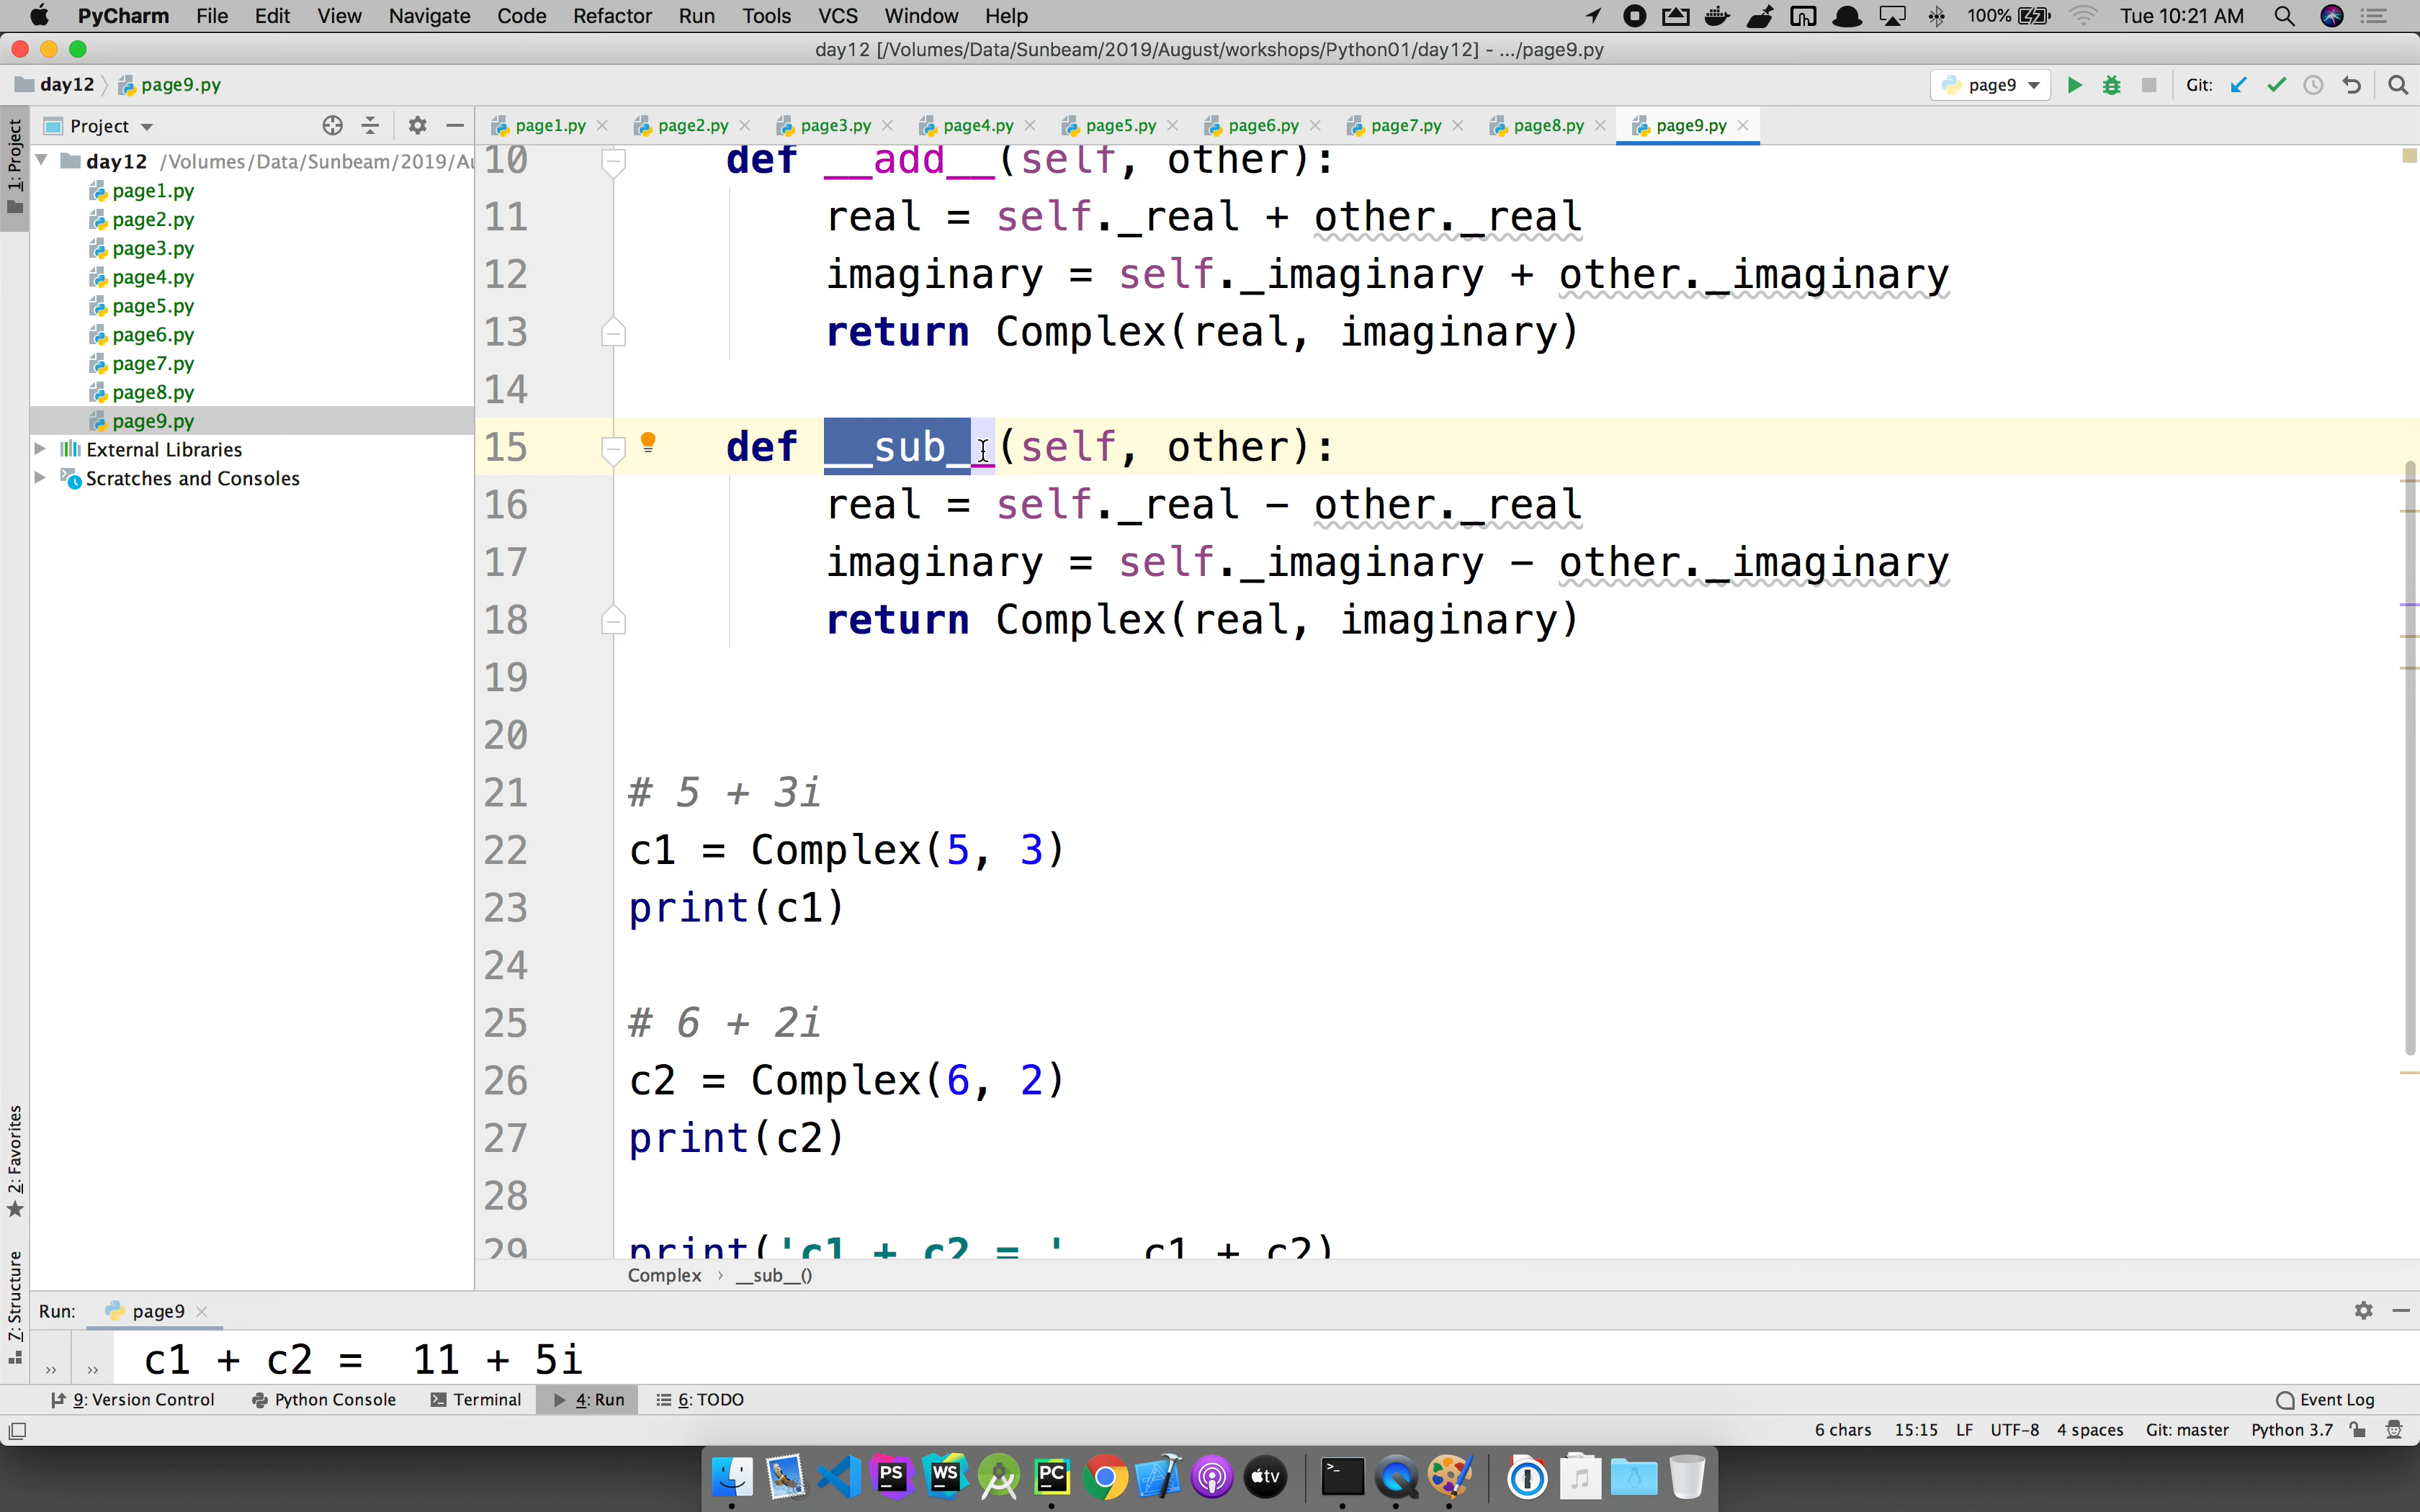 PyCharm File Edit View Navigate Code Refactor Run Tools VCS Window Help 100% Tue 10:21 AM
day12 [/Volumes/Data/Sunbeam/2019/August/workshops/Python01/day12] - .../page9.py
day12 page9.py page9 Git:
1: Project
Project
page1.py page2.py page3.py page4.py page5.py page6.py page7.py page8.py page9.py
day12 /Volumes/Data/Sunbeam/2019/Au
page1.py
page2.py
page3.py
page4.py
page5.py
page6.py
page7.py
page8.py
page9.py
External Libraries
Scratches and Consoles
10 def __add__(self, other):
11 real = self._real + other._real
12 imaginary = self._imaginary + other._imaginary
13 return Complex(real, imaginary)
14
15 def __sub__(self, other):
16 real = self._real - other._real
17 imaginary = self._imaginary - other._imaginary
18 return Complex(real, imaginary)
19
20
21 # 5 + 3i
22 c1 = Complex(5, 3)
23 print(c1)
24
25 # 6 + 2i
26 c2 = Complex(6, 2)
27 print(c2)
28
29 print('c1 + c2 = ', c1 + c2)
Complex › __sub__()
2: Favorites
7: Structure
Run: page9
c1 + c2 =  11 + 5i
9: Version Control Python Console Terminal 4: Run 6: TODO Event Log
6 chars 15:15 LF UTF-8 4 spaces Git: master Python 3.7
PS WS PC tv